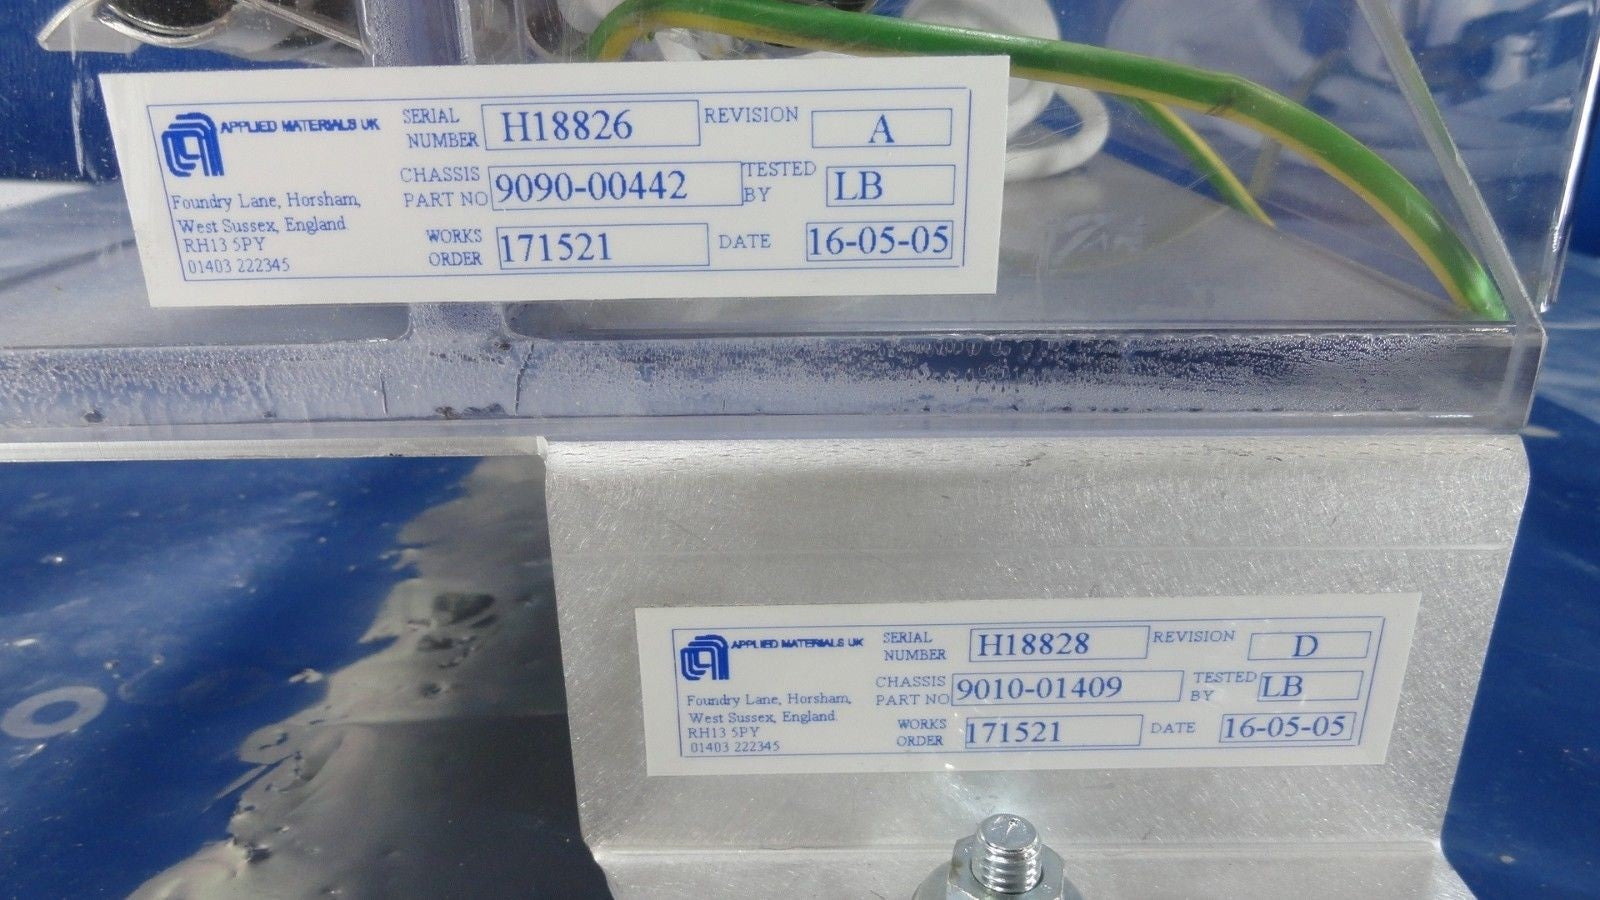 APPLIED MATERIALS UK
Foundry Lane, Horsham,
West Sussex, England
RH13 5PY
01403 222345
SERIAL NUMBER H18826
REVISION A
CHASSIS PART NO 9090-00442
TESTED BY LB
WORKS ORDER 171521
DATE 16-05-05
APPLIED MATERIALS UK
Foundry Lane, Horsham,
West Sussex, England
RH13 5PY
01403 222345
SERIAL NUMBER H18828
REVISION D
CHASSIS PART NO 9010-01409
TESTED BY LB
WORKS ORDER 171521
DATE 16-05-05